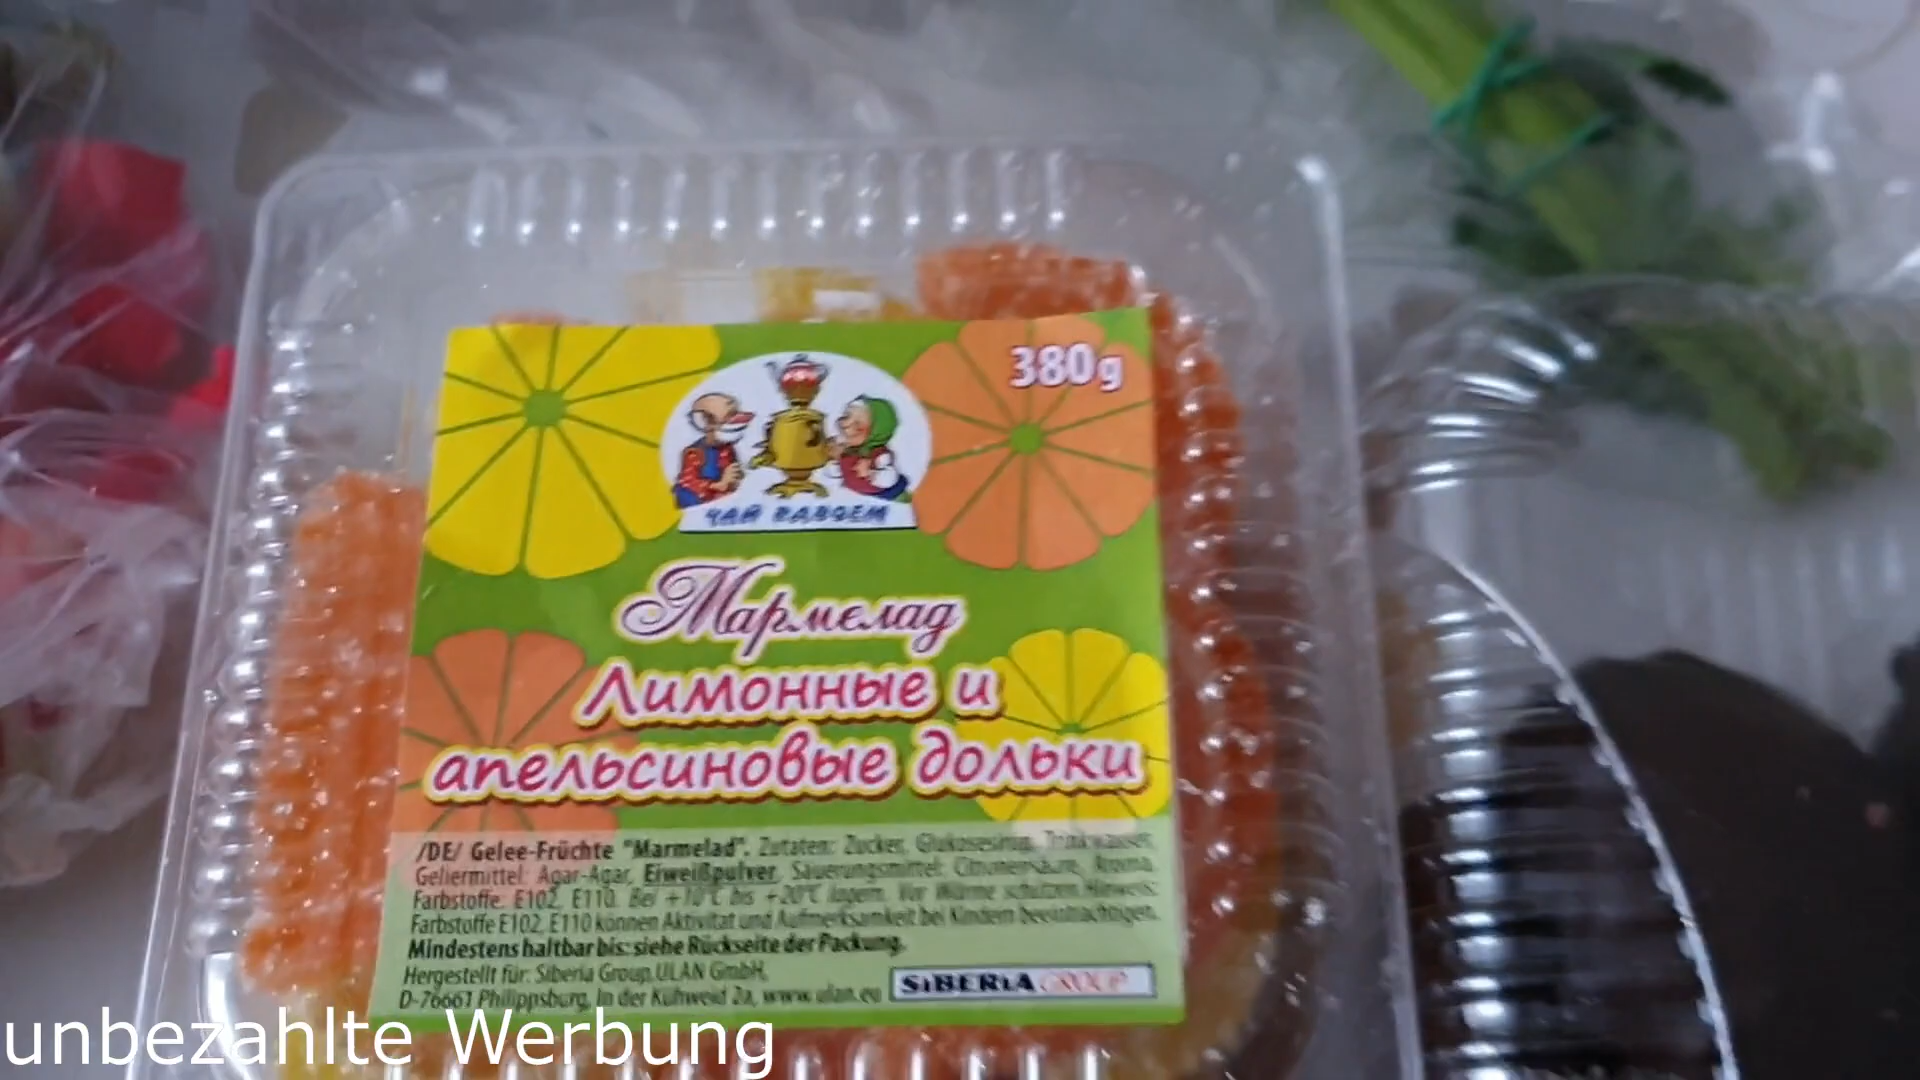 380g
ЧАЙ
Мармелад
Лимонные и
апельсиновые дольки
/DE/ Gelee-Früchte "Marmelad". Zutaten: Zucker, Glukosesirup, Trinkwasser,
Geliermittel: Agar-Agar, Eiweißpulver, Säuerungsmittel: Citronensäure, Aroma,
Farbstoffe: E102, E110. Bei +10°C bis +20°C lagern. Vor Wärme schützen. Hinweis:
Farbstoffe E102, E110 können Aktivität und Aufmerksamkeit bei Kindern beeinträchtigen.
Mindestens haltbar bis: siehe Rückseite der Packung.
Hergestellt für: Siberia Group, ULAN GmbH,
D-76661 Philippsburg, In der Kühweid 2a, www.ulan.eu
SIBERIA GROUP
unbezahlte Werbung